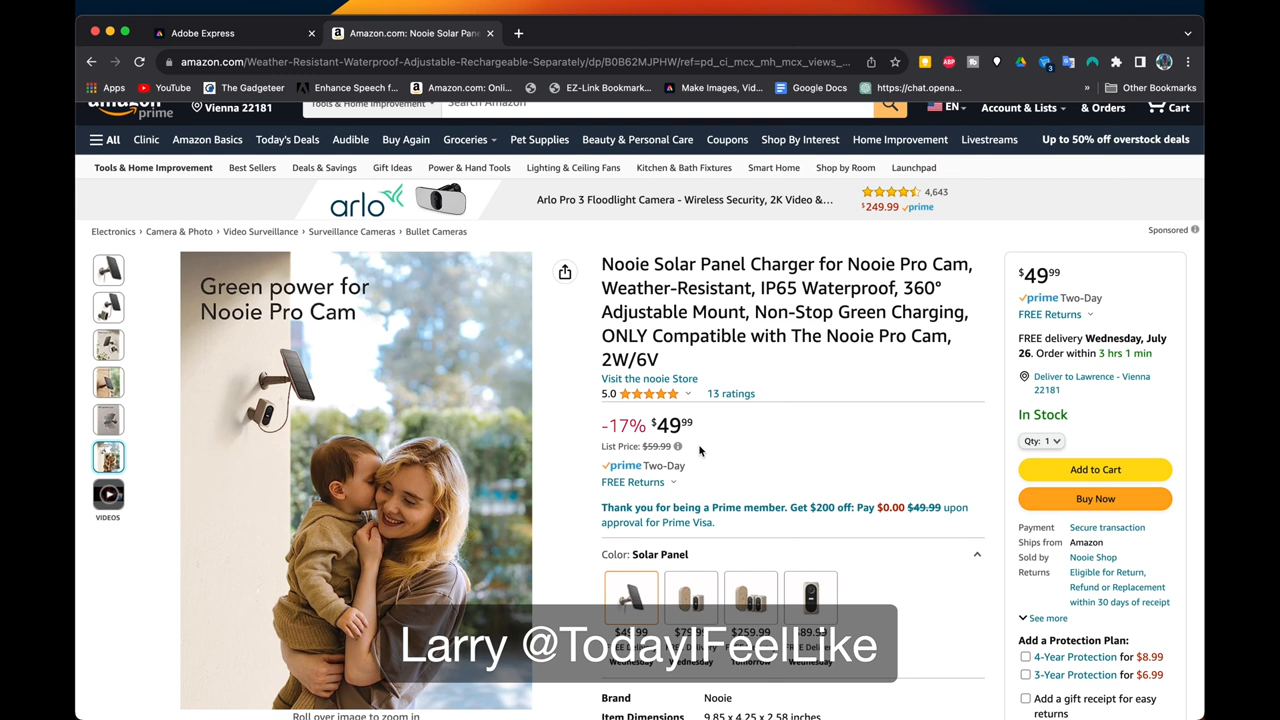 Adobe Express
Amazon.com: Nooie Solar Pane
amazon.com/Weather-Resistant-Waterproof-Adjustable-Rechargeable-Separately/dp/B0B62MJPHW/ref=pd_ci_mcx_mh_mcx_views_...
Apps YouTube The Gadgeteer Enhance Speech f... Amazon.com: Onli... EZ-Link Bookmark... Make Images, Vid... Google Docs https://chat.opena... » Other Bookmarks
amazon prime
Vienna 22181
Tools & Home Improvement Search Amazon
EN Account & Lists & Orders Cart
All Clinic Amazon Basics Today's Deals Audible Buy Again Groceries Pet Supplies Beauty & Personal Care Coupons Shop By Interest Home Improvement Livestreams Up to 50% off overstock deals
Tools & Home Improvement Best Sellers Deals & Savings Gift Ideas Power & Hand Tools Lighting & Ceiling Fans Kitchen & Bath Fixtures Smart Home Shop by Room Launchpad
arlo Arlo Pro 3 Floodlight Camera - Wireless Security, 2K Video &... 4,643
$249.99 prime
Electronics › Camera & Photo › Video Surveillance › Surveillance Cameras › Bullet Cameras
Sponsored
Green power for
Nooie Pro Cam
VIDEOS
Roll over image to zoom in
Nooie Solar Panel Charger for Nooie Pro Cam,
Weather-Resistant, IP65 Waterproof, 360°
Adjustable Mount, Non-Stop Green Charging,
ONLY Compatible with The Nooie Pro Cam,
2W/6V
Visit the nooie Store
5.0 13 ratings
-17% $49.99
List Price: $59.99
prime Two-Day
FREE Returns
Thank you for being a Prime member. Get $200 off: Pay $0.00 $49.99 upon
approval for Prime Visa.
Color: Solar Panel
Larry @TodayIFeelLike
Brand Nooie
Item Dimensions 9.85 x 4.25 x 2.58 inches
$49.99
prime Two-Day
FREE Returns
FREE delivery Wednesday, July
26. Order within 3 hrs 1 min
Deliver to Lawrence - Vienna
22181
In Stock
Qty: 1
Add to Cart
Buy Now
Payment Secure transaction
Ships from Amazon
Sold by Nooie Shop
Returns Eligible for Return,
Refund or Replacement
within 30 days of receipt
See more
Add a Protection Plan:
4-Year Protection for $8.99
3-Year Protection for $6.99
Add a gift receipt for easy
returns